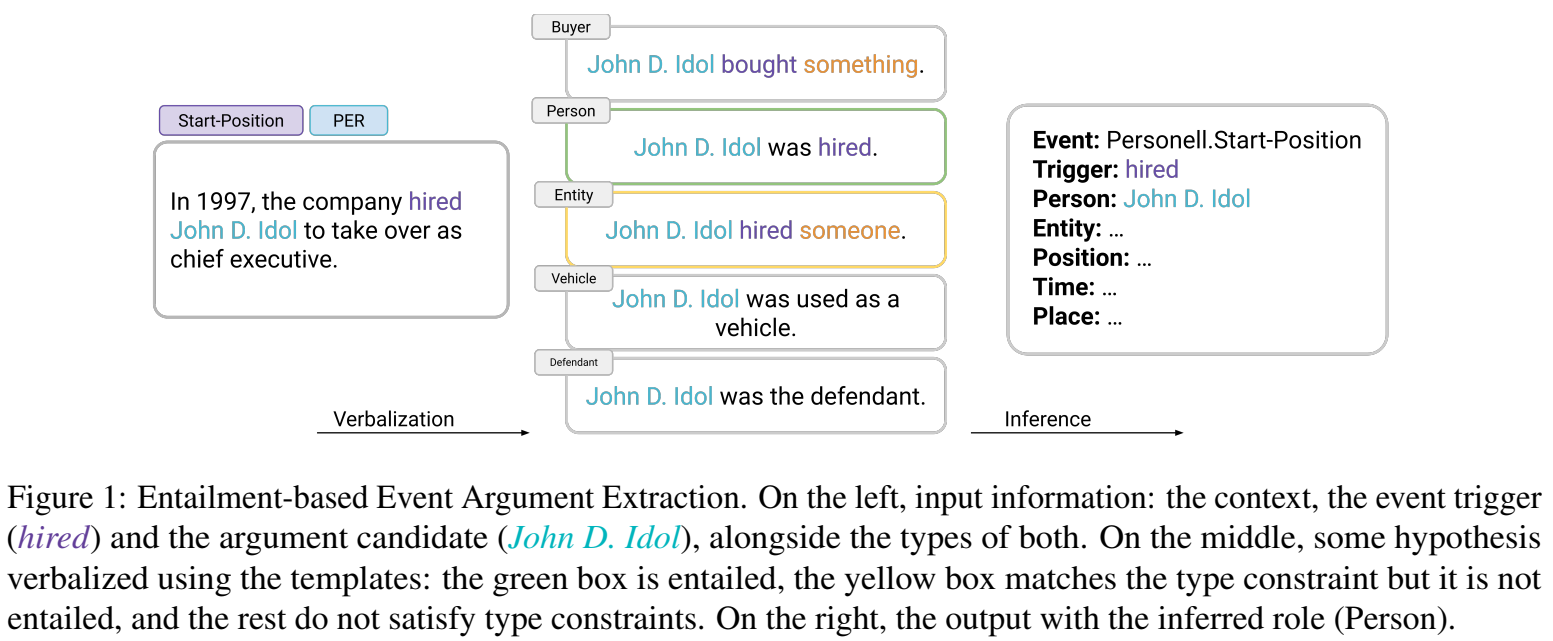 Start-Position
PER
In 1997, the company hired
John D. Idol to take over as
chief executive.
Verbalization
Buyer
John D. Idol bought something.
Person
John D. Idol was hired.
Entity
John D. Idol hired someone.
Vehicle
John D. Idol was used as a
vehicle.
Defendant
John D. Idol was the defendant.
Inference
Event: Personell.Start-Position
Trigger: hired
Person: John D. Idol
Entity: ...
Position: ...
Time: ...
Place: ...
Figure 1: Entailment-based Event Argument Extraction. On the left, input information: the context, the event trigger
(hired) and the argument candidate (John D. Idol), alongside the types of both. On the middle, some hypothesis
verbalized using the templates: the green box is entailed, the yellow box matches the type constraint but it is not
entailed, and the rest do not satisfy type constraints. On the right, the output with the inferred role (Person).